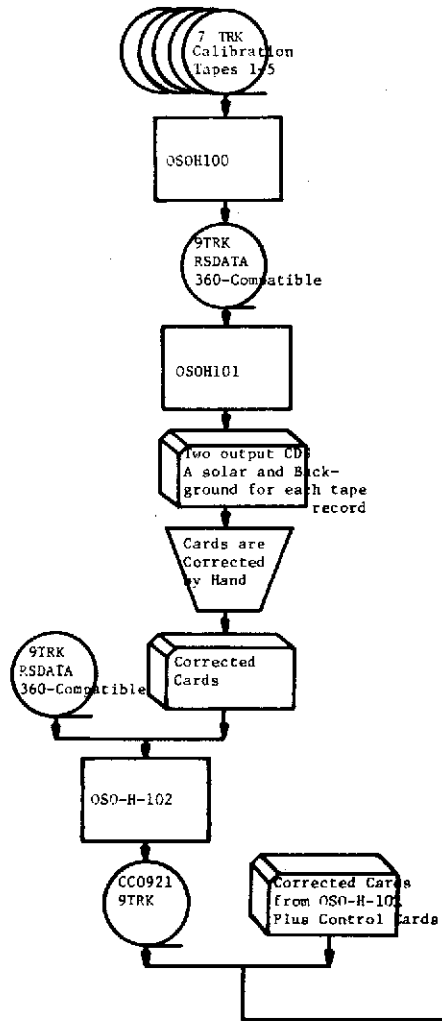 7 TRK
Calibration
Tapes 1-5
OSOH100
9TRK
RSDATA
360-Compatible
OSOH101
Two output CDS
A solar and Back-
ground for each tape
record
Cards are
Corrected
by Hand
9TRK
RSDATA
360-Compatible
Corrected
Cards
OSO-H-102
CC0921
9TRK
Corrected Cards
from OSO-H-102
Plus Control Cards